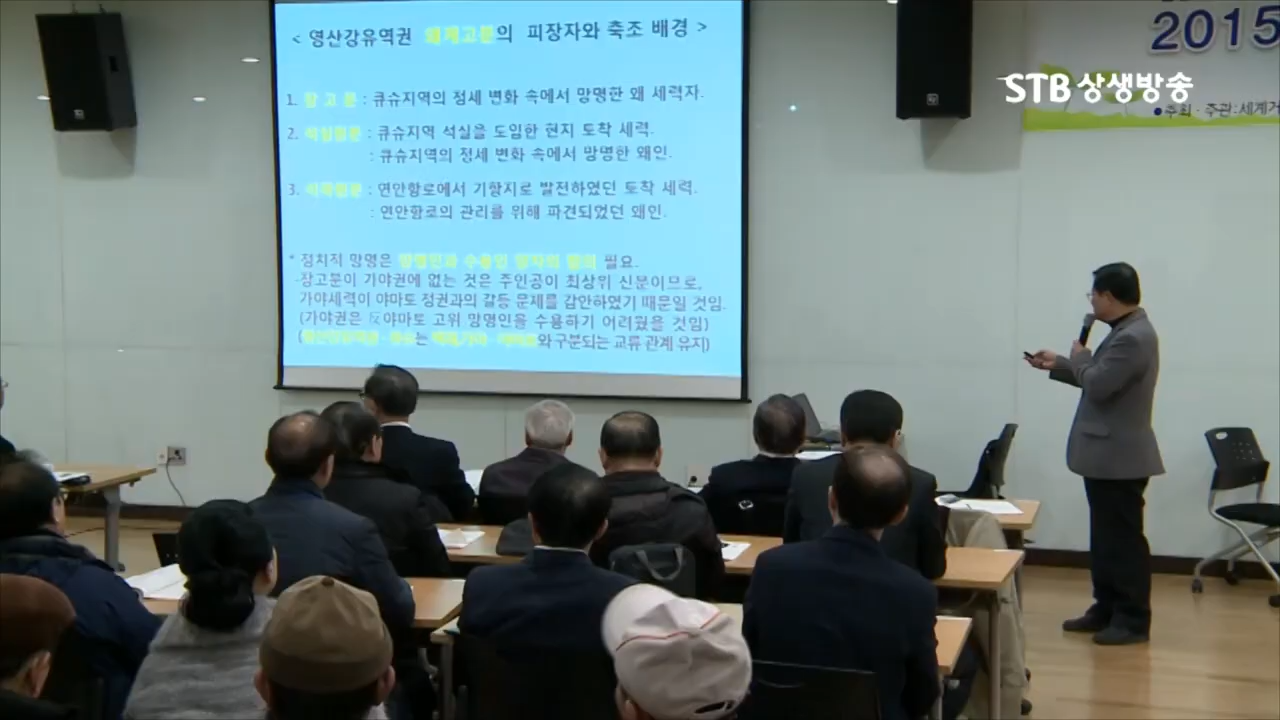 < 영산강유역권 왜계고분의 피장자와 축조 배경 >
1. 장고분 : 큐슈지역의 정세 변화 속에서 망명한 왜 세력자.
2. 석실원분 : 큐슈지역 석실을 도입한 현지 토착 세력.
: 큐슈지역의 정세 변화 속에서 망명한 왜인.
3. : 연안항로에서 기항지로 발전하였던 토착 세력.
: 연안항로의 관리를 위해 파견되었던 왜인.
* 정치적 망명은 망명인과 수용인 필요.
-장고분이 가야권에 없는 것은 주인공이 최상위 신분이므로,
가야세력이 야마토 정권과의 갈등 문제를 감안하였기 때문일 것임.
(가야권은 反야마토 고위 망명인을 수용하기 어려웠을 것임)
(영산강유역권 · 는 와 구분되는 교류 관계 유지)
2015
STB 상생방송
●주최 · 주관:세계